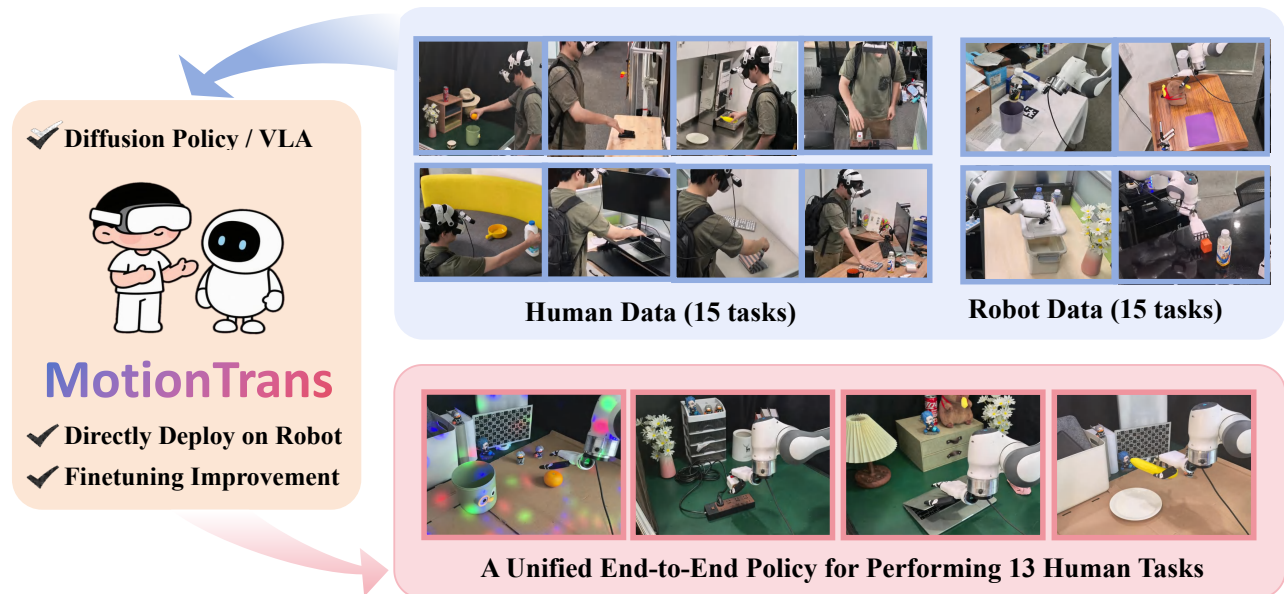 Diffusion Policy / VLA
MotionTrans
Directly Deploy on Robot
Finetuning Improvement
Human Data (15 tasks)
Robot Data (15 tasks)
A Unified End-to-End Policy for Performing 13 Human Tasks